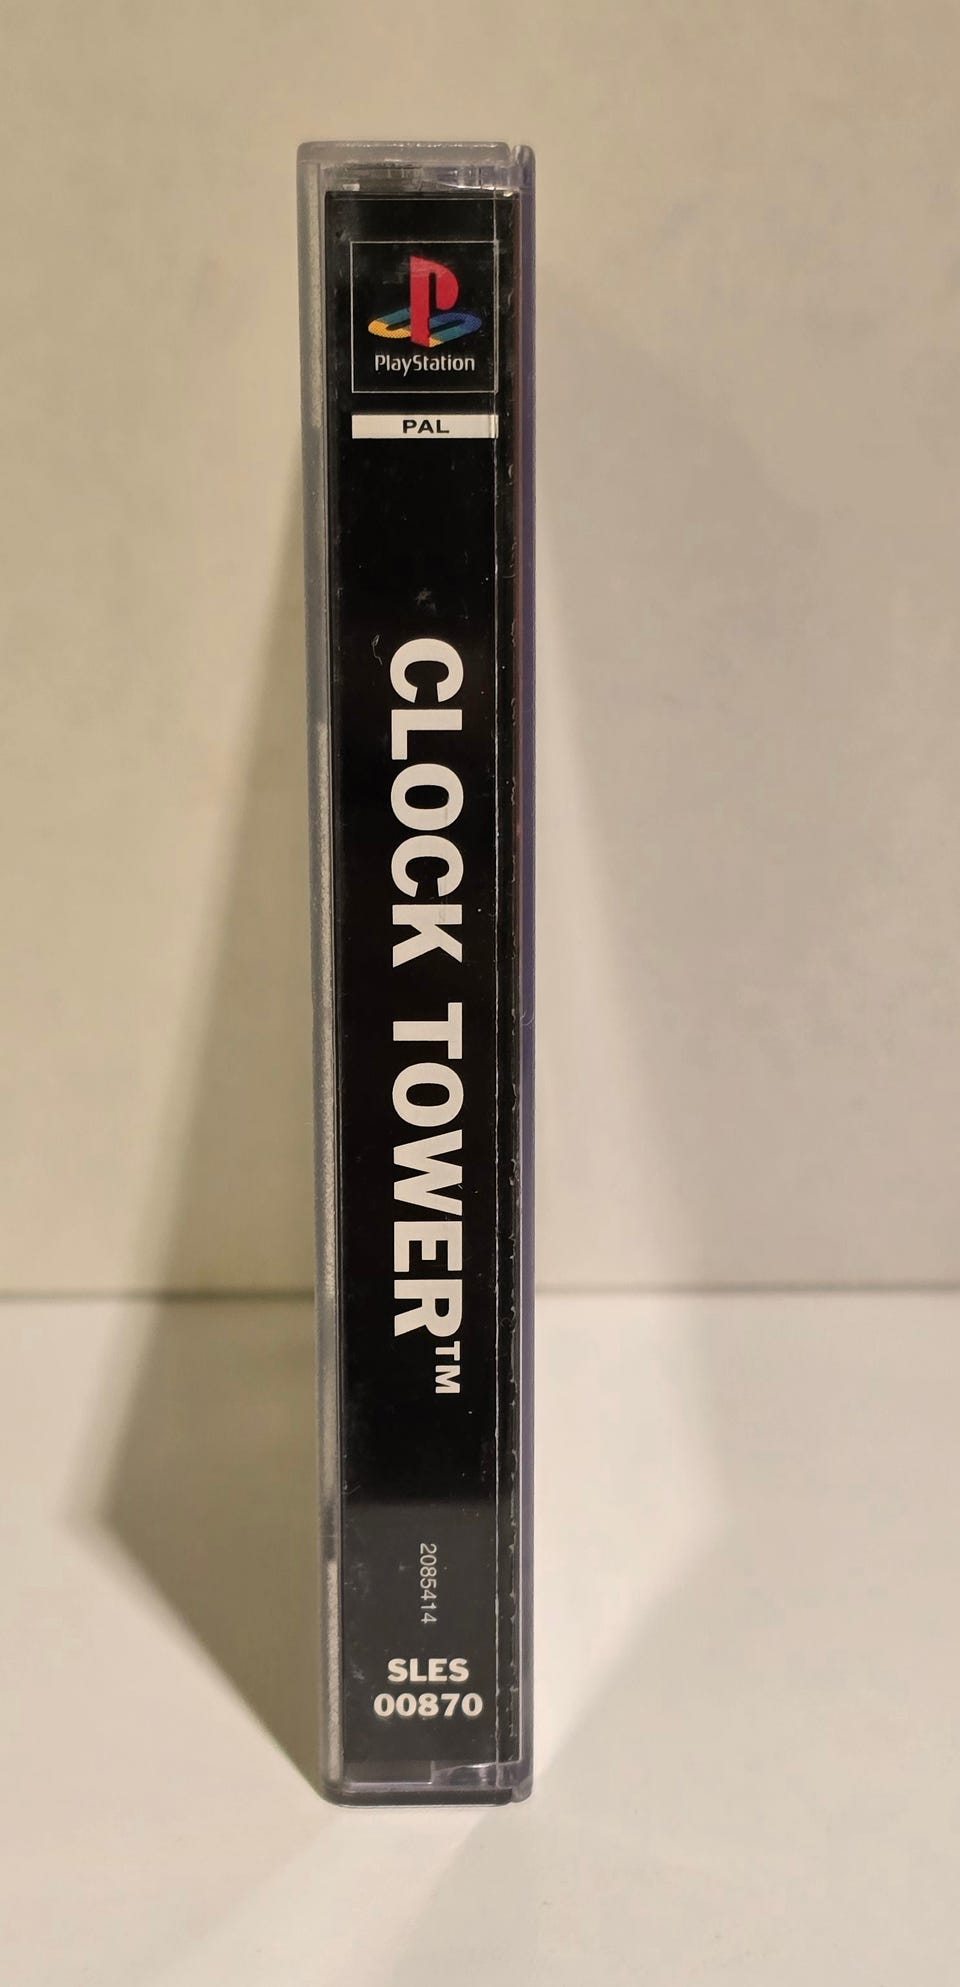 PlayStation
PAL
CLOCK TOWER™
2085414
SLES
00870